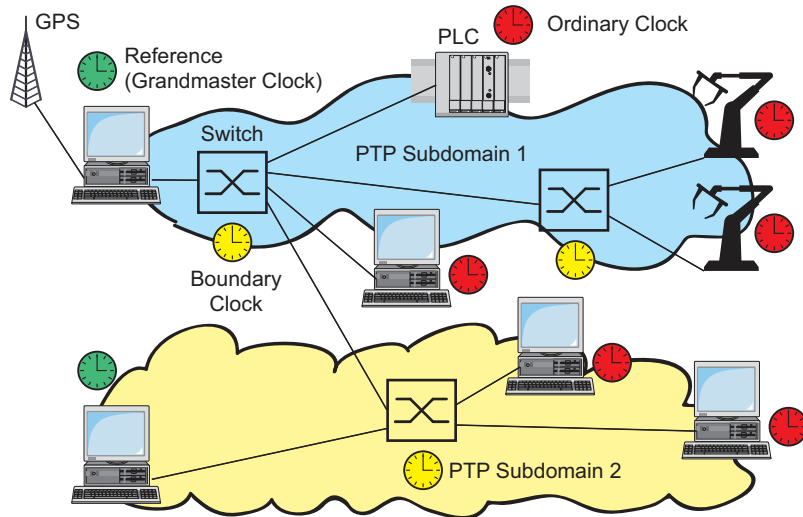 GPS
Reference
(Grandmaster Clock)
PLC
Ordinary Clock
Switch
PTP Subdomain 1
Boundary
Clock
PTP Subdomain 2